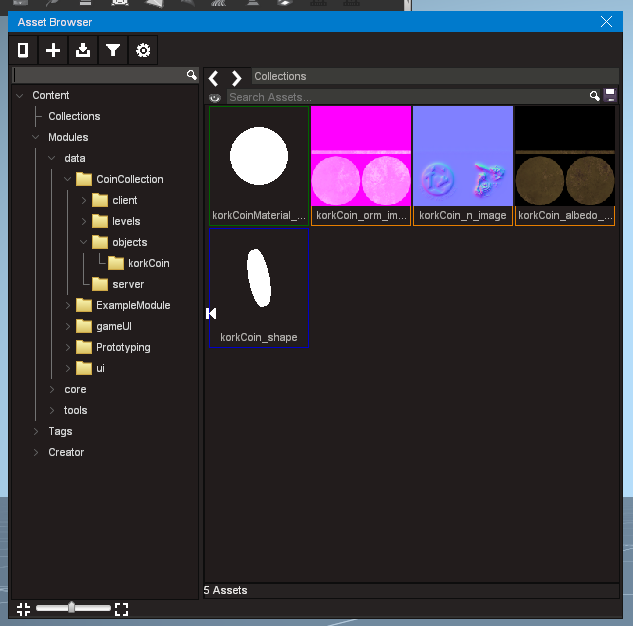 Asset Browser
Collections
Search Assets...
Content
Collections
Modules
data
CoinCollection
client
levels
objects
korkCoin
server
ExampleModule
gameUI
Prototyping
ui
core
tools
Tags
Creator
korkCoinMaterial_...
korkCoin_orm_im...
korkCoin_n_image
korkCoin_albedo_...
korkCoin_shape
5 Assets